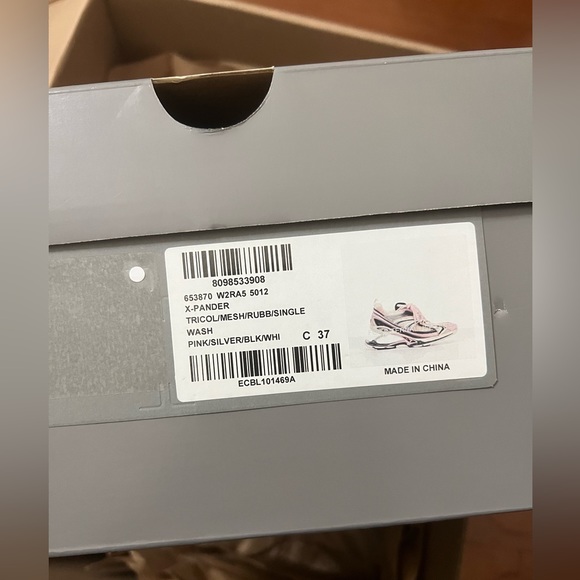 8098533908
653870 W2RA5 5012
X-PANDER
TRICOL/MESH/RUBB/SINGLE
WASH
PINK/SILVER/BLK/WHI C 37
ECBL101469A
MADE IN CHINA